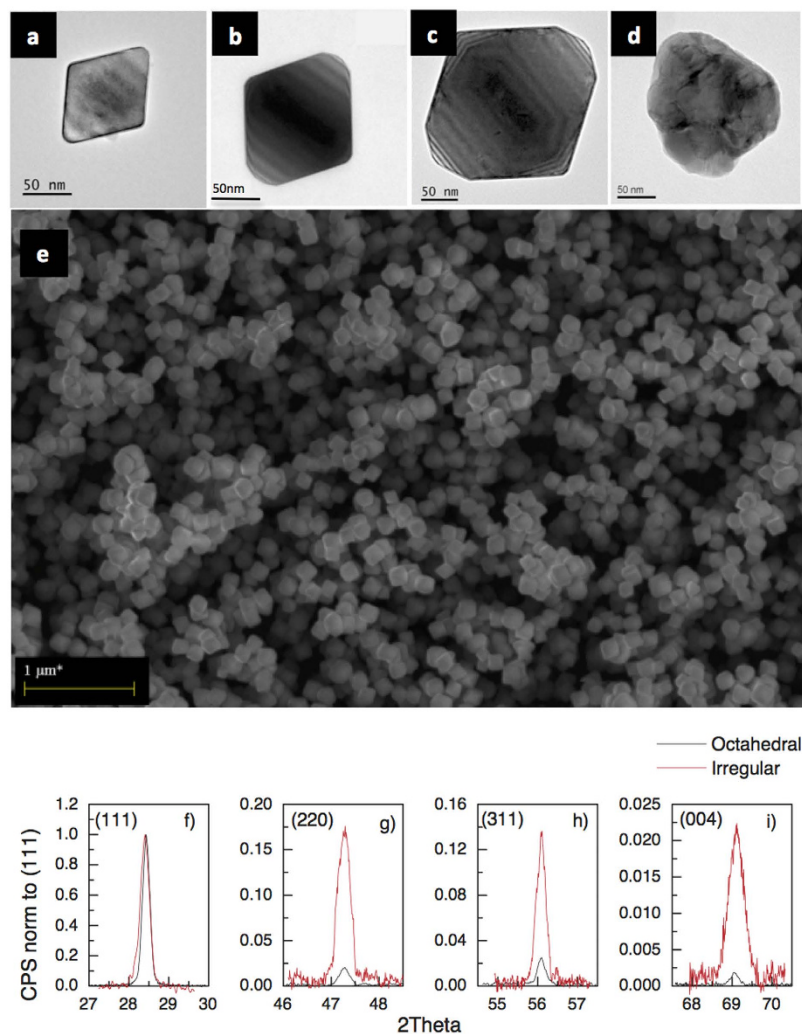 a
b
c
d
50 nm
50nm
50 nm
50 nm
e
1 µm*
Octahedral
Irregular
CPS norm to (111)
1.2
1.0
0.8
0.6
0.4
0.2
0.0
(111)
f)
27 28 29 30
0.20
0.15
0.10
0.05
0.00
(220)
g)
46 47 48
0.16
0.12
0.08
0.04
0.00
(311)
h)
55 56 57
0.025
0.020
0.015
0.010
0.005
0.000
(004)
i)
68 69 70
2Theta